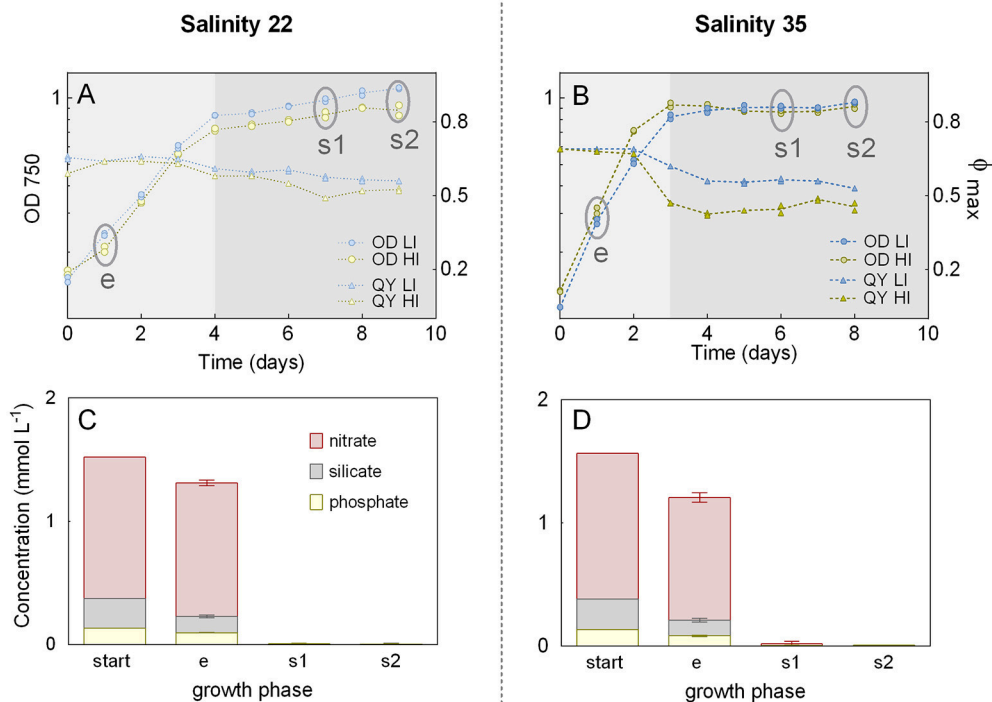 Salinity 22
Salinity 35
A
1
0.8
0.5
0.2
OD 750
s1
s2
e
OD LI
OD HI
QY LI
QY HI
0 2 4 6 8 10
Time (days)
B
1
0.8
0.5
0.2
ϕ max
s1
s2
e
OD LI
OD HI
QY LI
QY HI
0 2 4 6 8 10
Time (days)
C
2
1
0
Concentration (mmol L⁻¹)
nitrate
silicate
phosphate
start e s1 s2
growth phase
D
2
1
0
start e s1 s2
growth phase